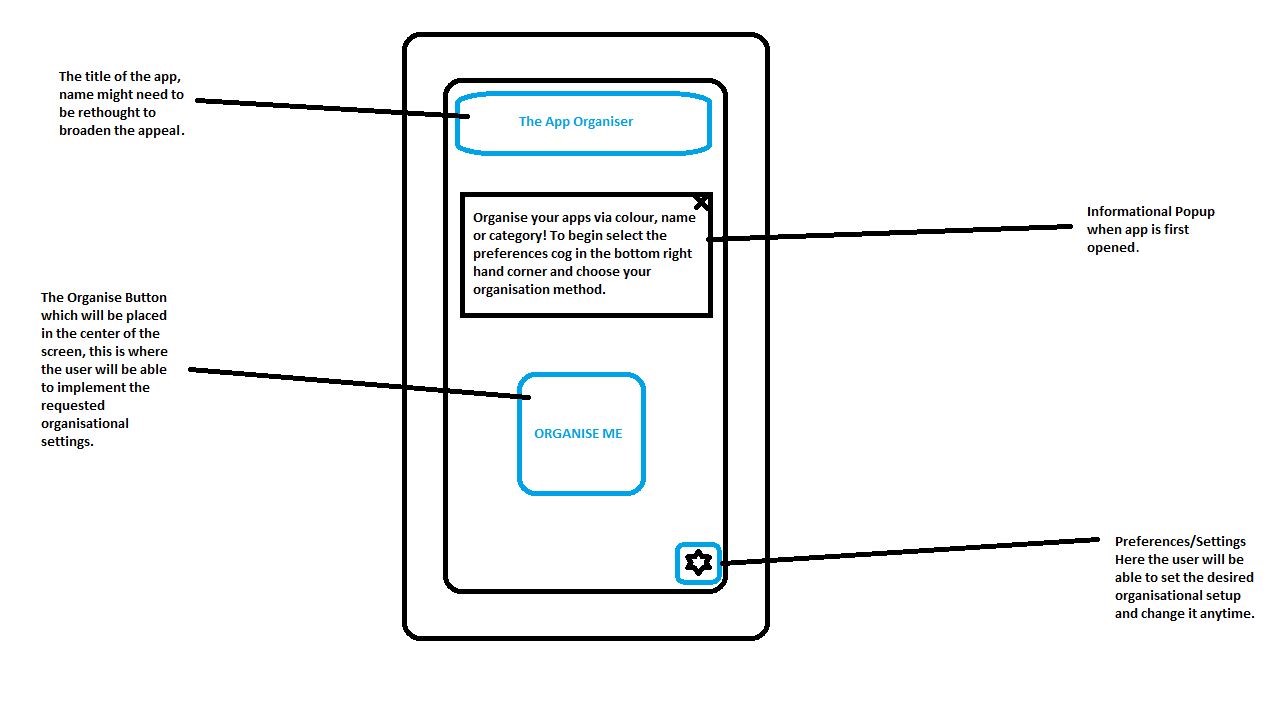 The title of the app,
name might need to
be rethought to
broaden the appeal.
The App Organiser
Organise your apps via colour, name
or category! To begin select the
preferences cog in the bottom right
hand corner and choose your
organisation method.
Informational Popup
when app is first
opened.
The Organise Button
which will be placed
in the center of the
screen, this is where
the user will be able
to implement the
requested
organisational
settings.
ORGANISE ME
Preferences/Settings
Here the user will be
able to set the desired
organisational setup
and change it anytime.